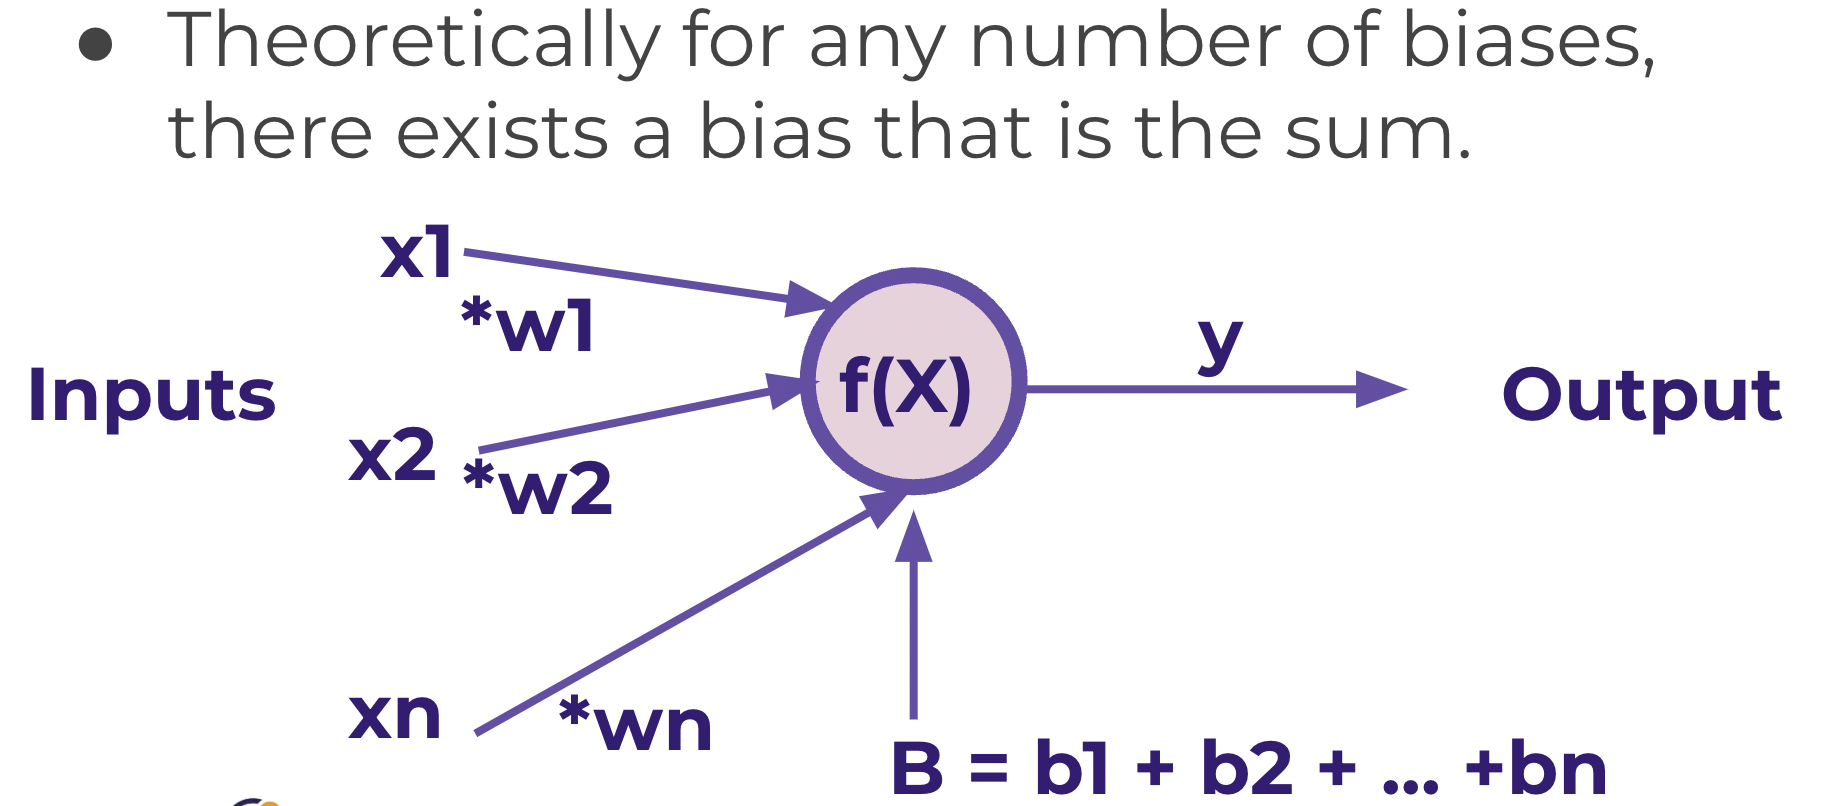 ● Theoretically for any number of biases,
there exists a bias that is the sum.
x1
*w1
Inputs
f(X)
y
Output
x2
*w2
xn
*wn
B = b1 + b2 + ... +bn